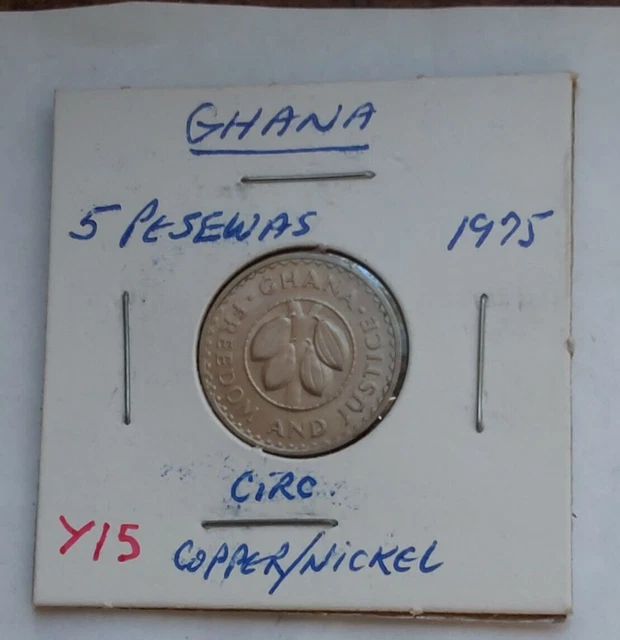 GHANA
5 PESEWAS 1975
GHANA · JUSTICE AND FREEDOM ·
CIRC
Y15 COPPER/NICKEL